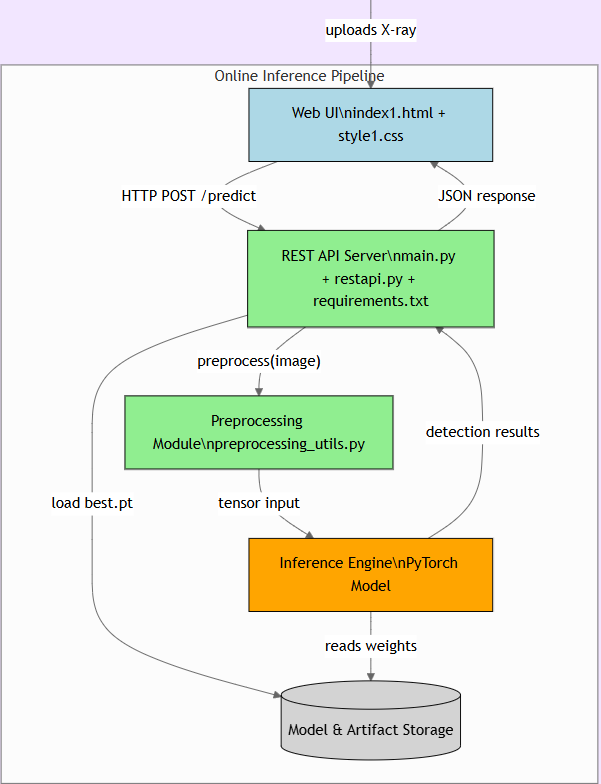 uploads X-ray
Online Inference Pipeline
Web UI\nindex1.html +
style1.css
HTTP POST /predict
JSON response
REST API Server\nmain.py
+ restapi.py +
requirements.txt
preprocess(image)
Preprocessing
Module\npreprocessing_utils.py
detection results
load best.pt
tensor input
Inference Engine\nPyTorch
Model
reads weights
Model & Artifact Storage